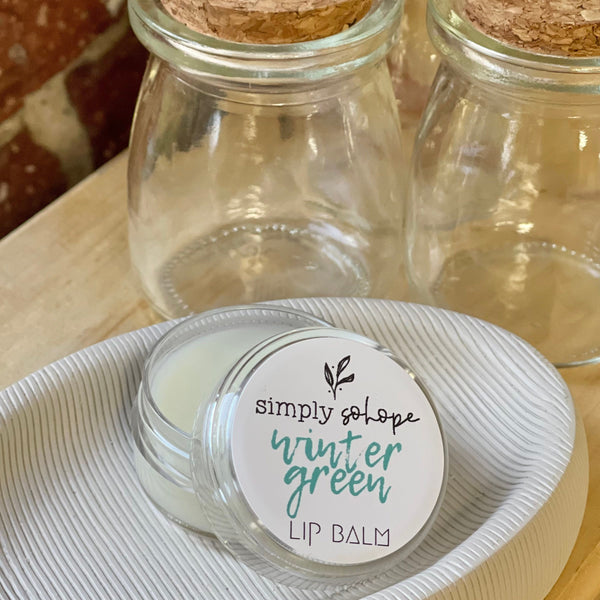 simply sohope
winter
green
LIP BALM